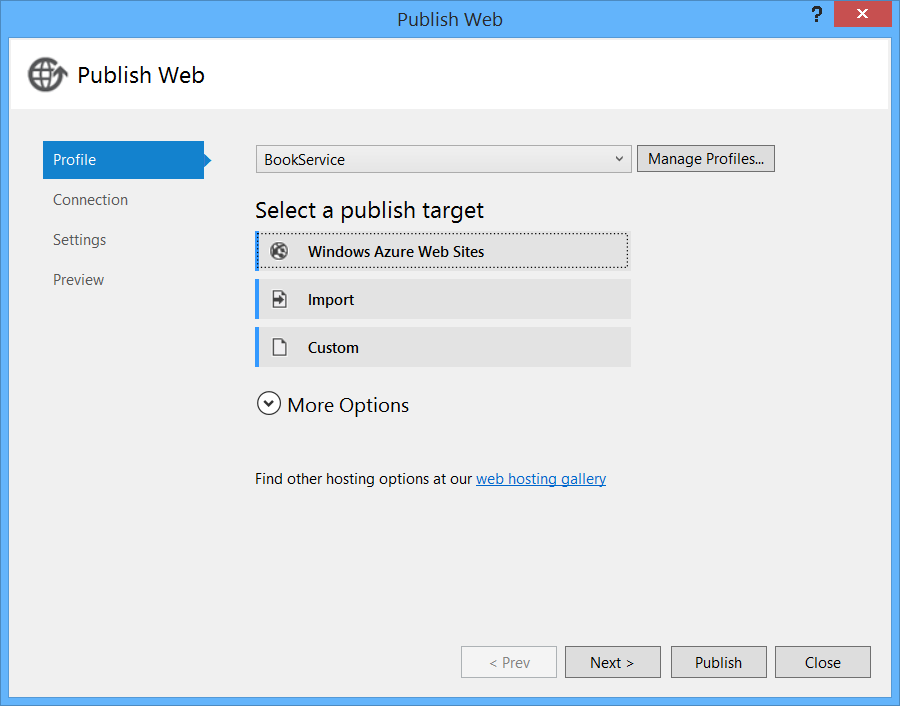 Publish Web
?
Publish Web
Profile
Connection
Settings
Preview
BookService
Manage Profiles...
Select a publish target
Windows Azure Web Sites
Import
Custom
More Options
Find other hosting options at our web hosting gallery
< Prev
Next >
Publish
Close